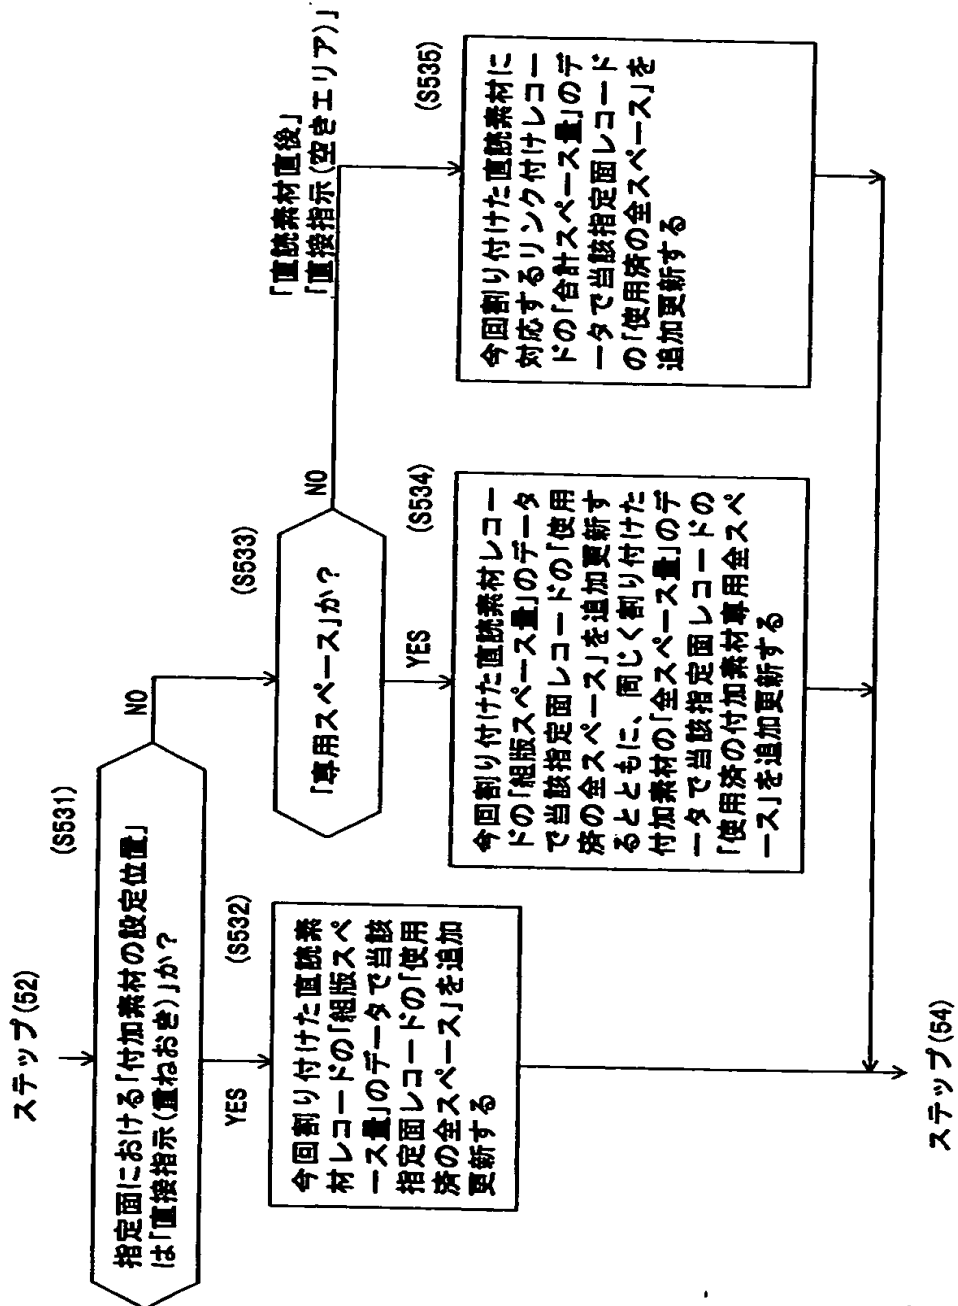 ステップ(52)
(S531)
指定面における「付加素材の設定位置」
は「直接指示(重ねおき)」か?
YES
NO
(S532)
今回割り付けた直読素
材レコードの「組版スペ
ース量」のデータで当該
指定面レコードの「使用
済の全スペース」を追加
更新する
(S533)
「専用スペース」か?
YES
NO
(S534)
今回割り付けた直読素材レコー
ドの「組版スペース量」のデータ
で当該指定面レコードの「使用
済の全スペース」を追加更新す
るとともに、同じく割り付けた
付加素材の「全スペース量」のデ
ータで当該指定面レコードの
「使用済の付加素材専用全スペ
ース」を追加更新する
「直読素材直後」
「直接指示(空きエリア)」
(S535)
今回割り付けた直読素材に
対応するリンク付けレコー
ドの「合計スペース量」のデ
ータで当該指定面レコード
の「使用済の全スペース」を
追加更新する
ステップ(54)